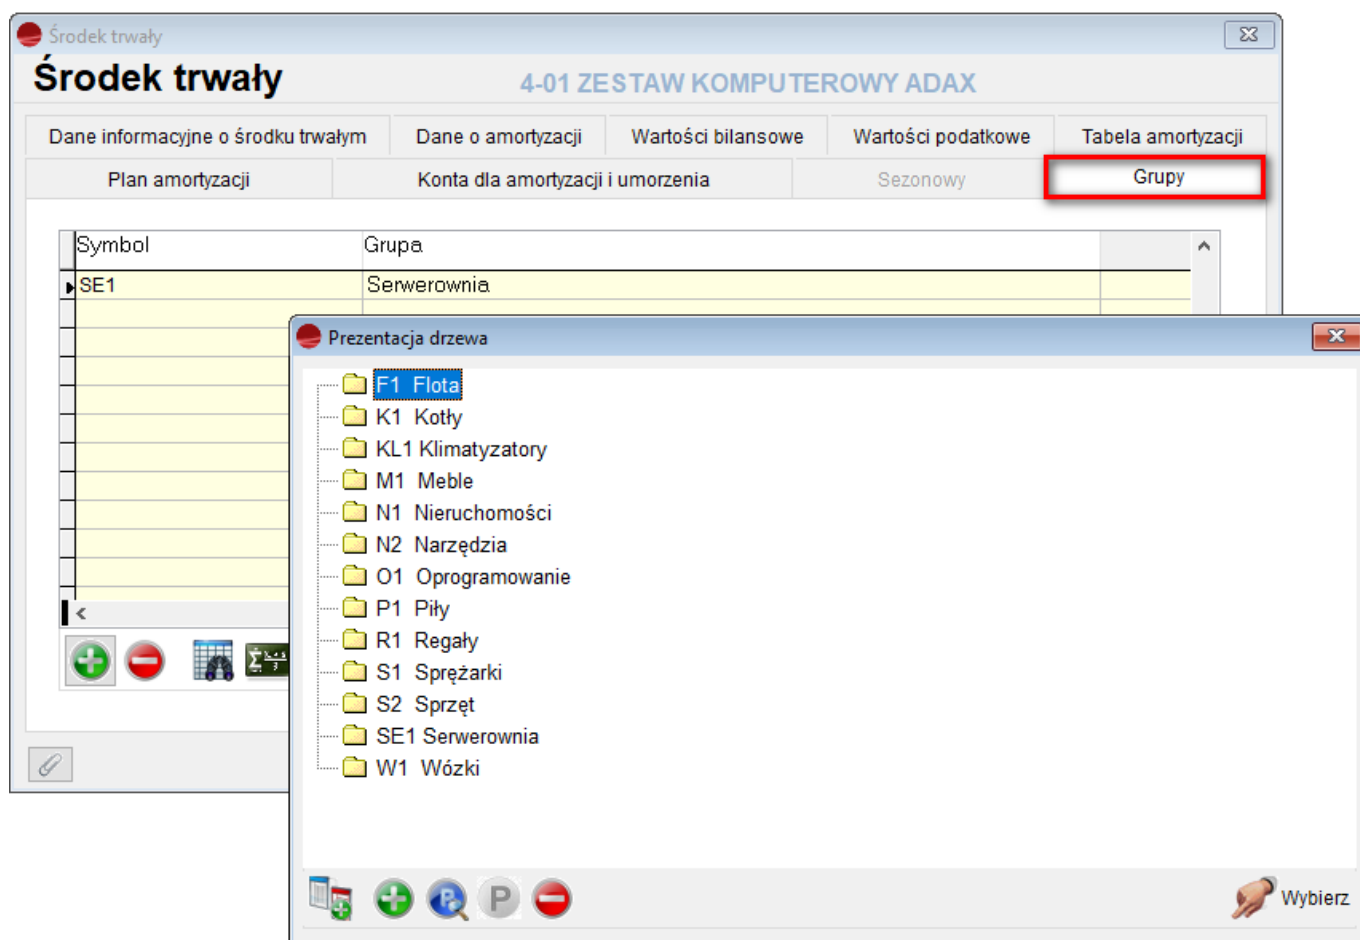 Środek trwały
Środek trwały 4-01 ZESTAW KOMPUTEROWY ADAX
Dane informacyjne o środku trwałym Dane o amortyzacji Wartości bilansowe Wartości podatkowe Tabela amortyzacji
Plan amortyzacji Konta dla amortyzacji i umorzenia Sezonowy Grupy
Symbol Grupa
SE1 Serwerownia
Prezentacja drzewa
F1 Flota
K1 Kotły
KL1 Klimatyzatory
M1 Meble
N1 Nieruchomości
N2 Narzędzia
O1 Oprogramowanie
P1 Piły
R1 Regały
S1 Sprężarki
S2 Sprzęt
SE1 Serwerownia
W1 Wózki
P P Wybierz